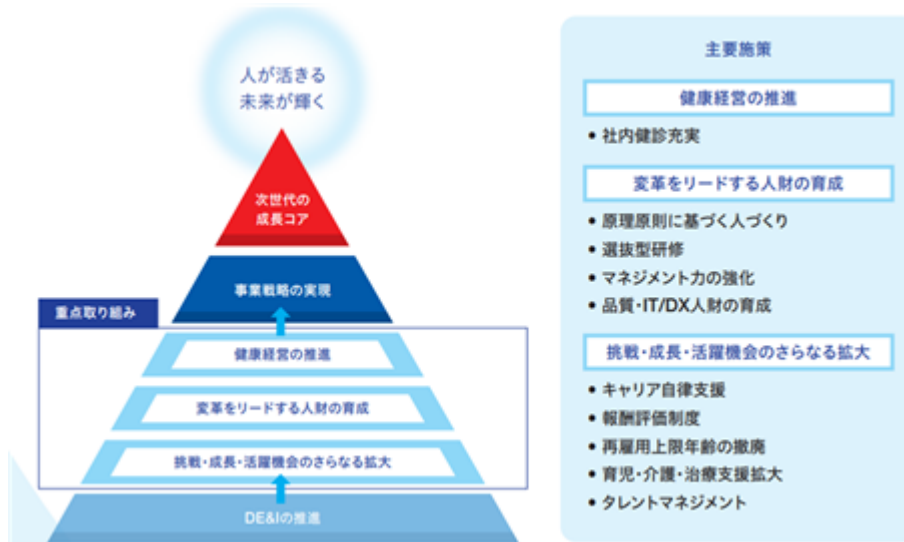 人が活きる
未来が輝く
次世代の
成長コア
事業戦略の実現
重点取り組み
健康経営の推進
変革をリードする人財の育成
挑戦・成長・活躍機会のさらなる拡大
DE&Iの推進
主要施策
健康経営の推進
• 社内健診充実
変革をリードする人財の育成
• 原理原則に基づく人づくり
• 選抜型研修
• マネジメント力の強化
• 品質・IT/DX人財の育成
挑戦・成長・活躍機会のさらなる拡大
• キャリア自律支援
• 報酬評価制度
• 再雇用上限年齢の撤廃
• 育児・介護・治療支援拡大
• タレントマネジメント